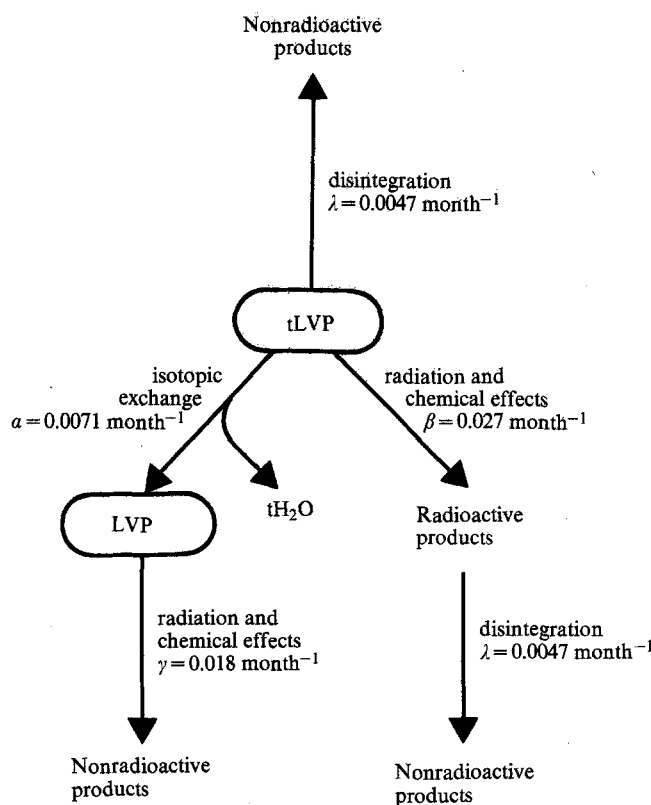 Nonradioactive
products
disintegration
λ = 0.0047 month⁻¹
tLVP
isotopic
exchange
α = 0.0071 month⁻¹
radiation and
chemical effects
β = 0.027 month⁻¹
LVP
tH₂O
Radioactive
products
radiation and
chemical effects
γ = 0.018 month⁻¹
disintegration
λ = 0.0047 month⁻¹
Nonradioactive
products
Nonradioactive
products